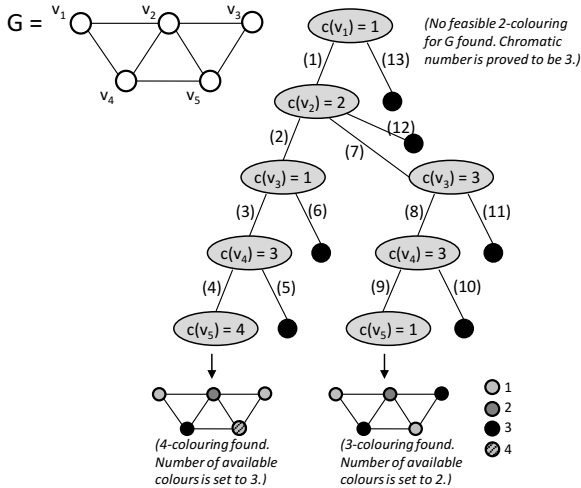 G =
v1
v2
v3
v4
v5
c(v1) = 1
(No feasible 2-colouring
for G found. Chromatic
number is proved to be 3.)
(1)
(13)
c(v2) = 2
(12)
(2)
(7)
c(v3) = 1
c(v3) = 3
(3)
(6)
(8)
(11)
c(v4) = 3
c(v4) = 3
(4)
(5)
(9)
(10)
c(v5) = 4
c(v5) = 1
1
2
3
4
(4-colouring found.
Number of available
colours is set to 3.)
(3-colouring found.
Number of available
colours is set to 2.)